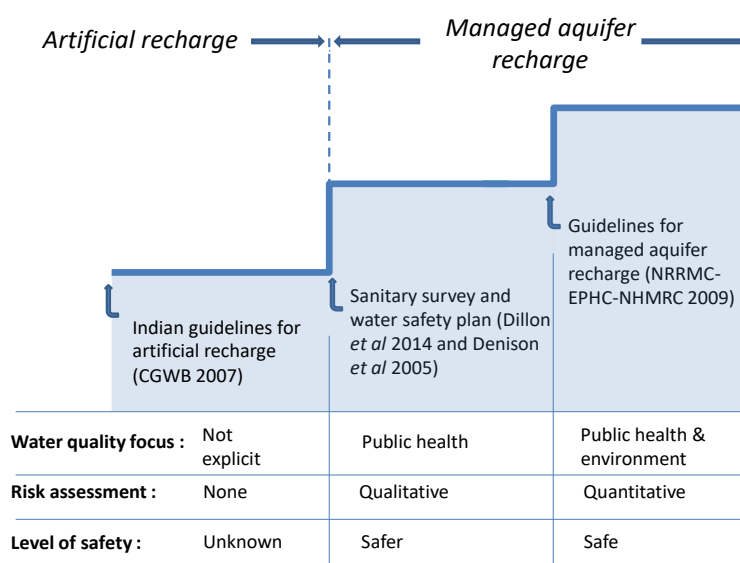 Artificial recharge
Managed aquifer
recharge
Guidelines for
managed aquifer
recharge (NRRMC-
EPHC-NHMRC 2009)
Sanitary survey and
water safety plan (Dillon
et al 2014 and Denison
et al 2005)
Indian guidelines for
artificial recharge
(CGWB 2007)
Water quality focus : Not explicit Public health Public health & environment
Risk assessment : None Qualitative Quantitative
Level of safety : Unknown Safer Safe